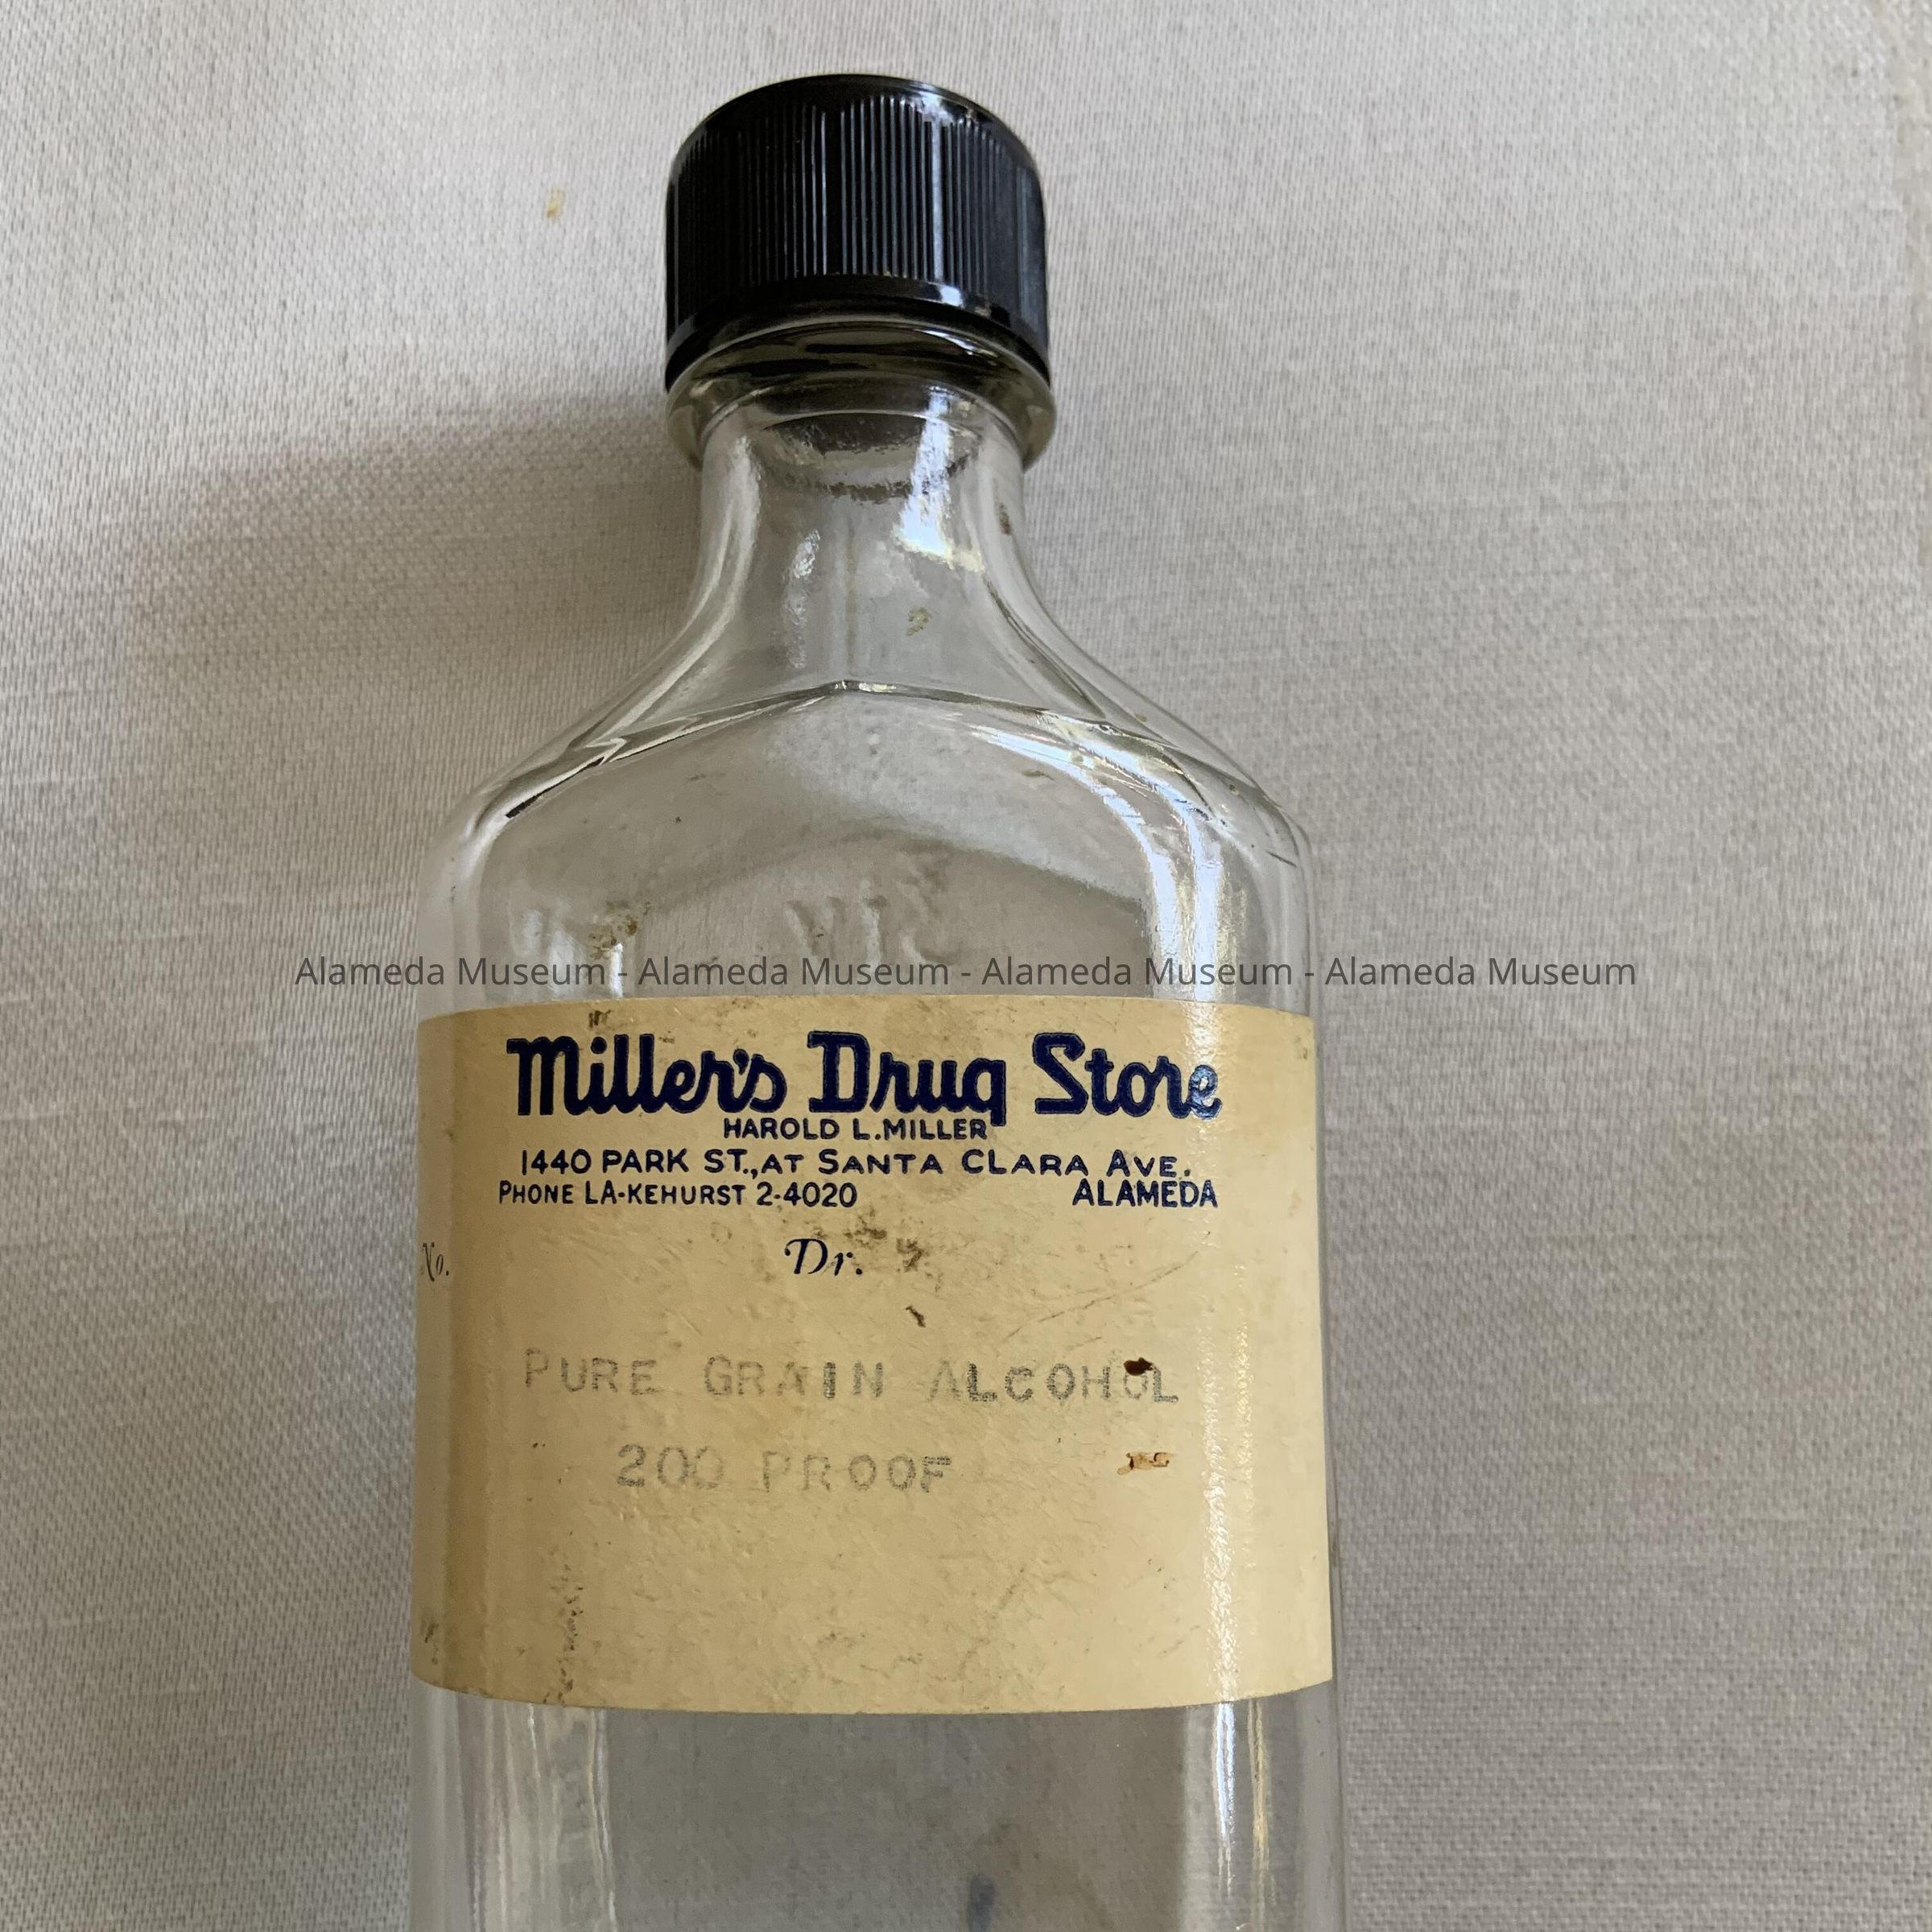 Alameda Museum - Alameda Museum - Alameda Museum - Alameda Museum
Miller's Drug Store
HAROLD L. MILLER
1440 PARK ST., AT SANTA CLARA AVE.
PHONE LA-KEHURST 2-4020 ALAMEDA
No. Dr.
PURE GRAIN ALCOHOL
200 PROOF